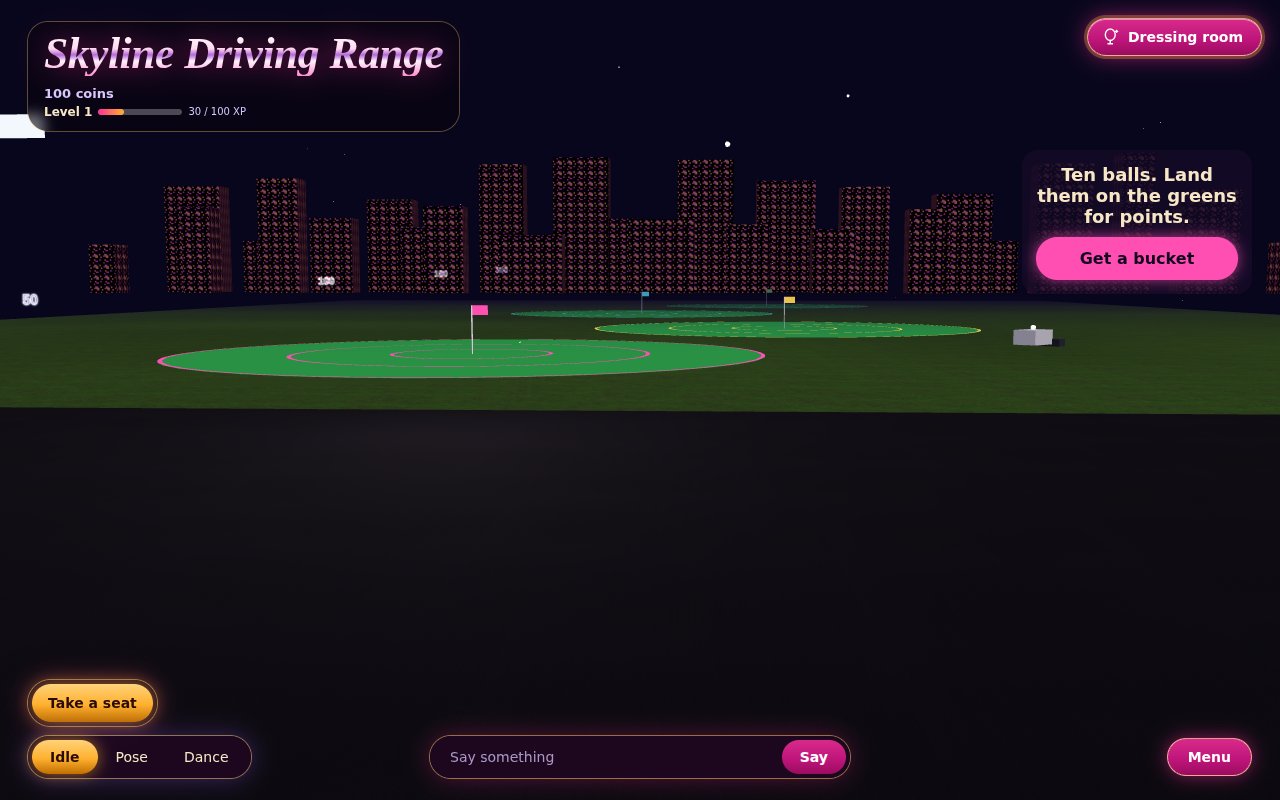 Skyline Driving Range
100 coins
Level 1 30 / 100 XP
Dressing room
Ten balls. Land
them on the greens
for points.
Get a bucket
100
50
Take a seat
Idle Pose Dance
Say something Say
Menu